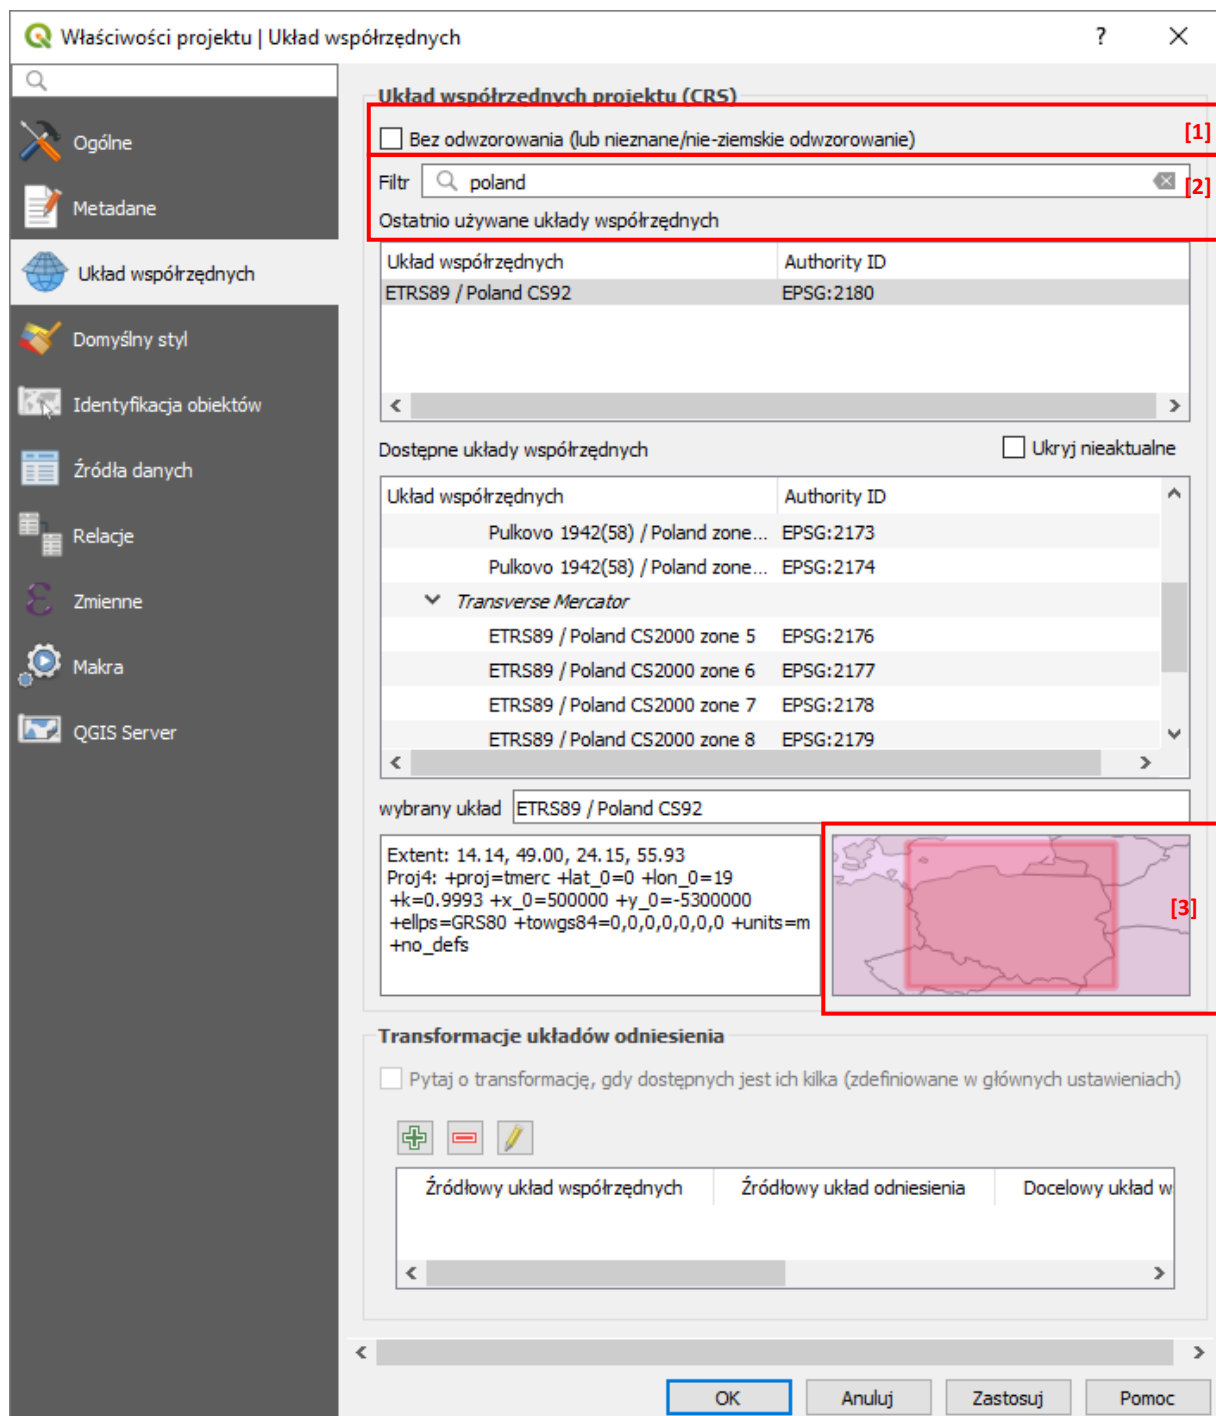 Właściwości projektu | Układ współrzędnych
?
Ogólne
Metadane
Układ współrzędnych
Domyślny styl
Identyfikacja obiektów
Źródła danych
Relacje
Zmienne
Makra
QGIS Server
Układ współrzędnych projektu (CRS)
Bez odwzorowania (lub nieznane/nie-ziemskie odwzorowanie) [1]
Filtr poland [2]
Ostatnio używane układy współrzędnych
Układ współrzędnych Authority ID
ETRS89 / Poland CS92 EPSG:2180
Dostępne układy współrzędnych Ukryj nieaktualne
Układ współrzędnych Authority ID
Pulkovo 1942(58) / Poland zone... EPSG:2173
Pulkovo 1942(58) / Poland zone... EPSG:2174
Transverse Mercator
ETRS89 / Poland CS2000 zone 5 EPSG:2176
ETRS89 / Poland CS2000 zone 6 EPSG:2177
ETRS89 / Poland CS2000 zone 7 EPSG:2178
ETRS89 / Poland CS2000 zone 8 EPSG:2179
wybrany układ ETRS89 / Poland CS92
Extent: 14.14, 49.00, 24.15, 55.93
Proj4: +proj=tmerc +lat_0=0 +lon_0=19
+k=0.9993 +x_0=500000 +y_0=-5300000
+ellps=GRS80 +towgs84=0,0,0,0,0,0,0 +units=m
+no_defs
[3]
Transformacje układów odniesienia
Pytaj o transformację, gdy dostępnych jest ich kilka (zdefiniowane w głównych ustawieniach)
Źródłowy układ współrzędnych Źródłowy układ odniesienia Docelowy układ w
OK Anuluj Zastosuj Pomoc